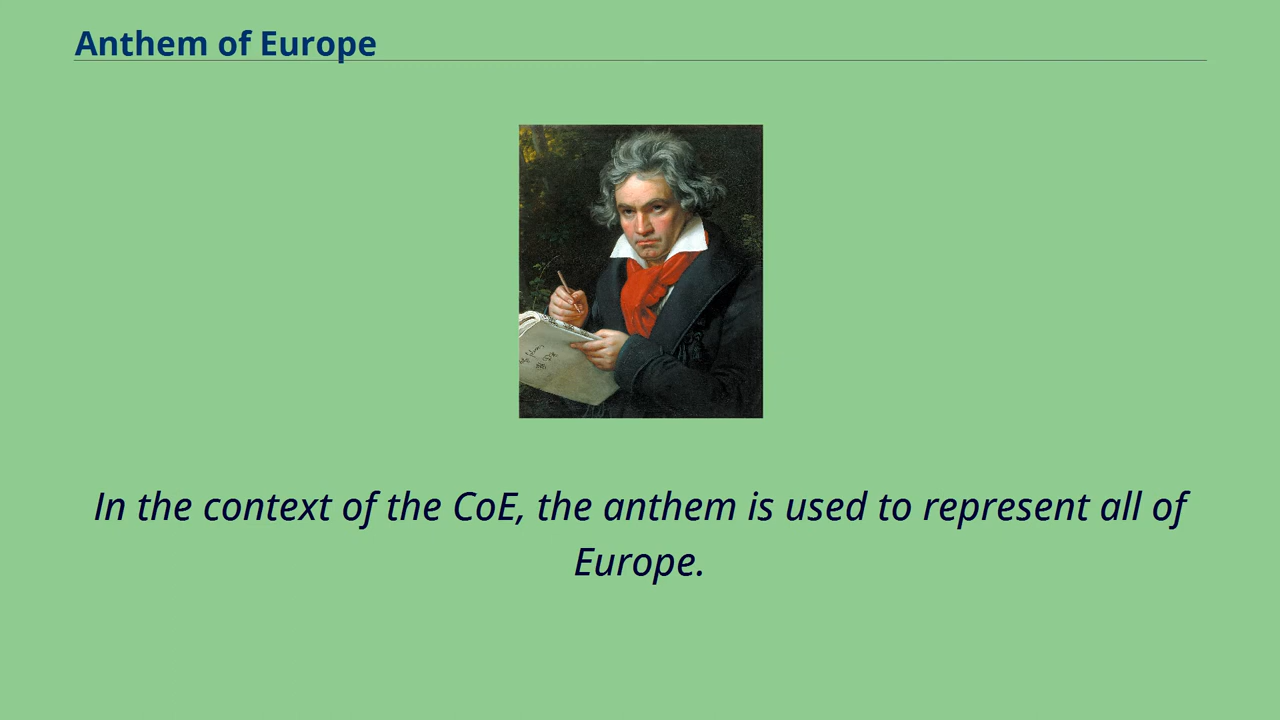 Anthem of Europe
In the context of the CoE, the anthem is used to represent all of
Europe.